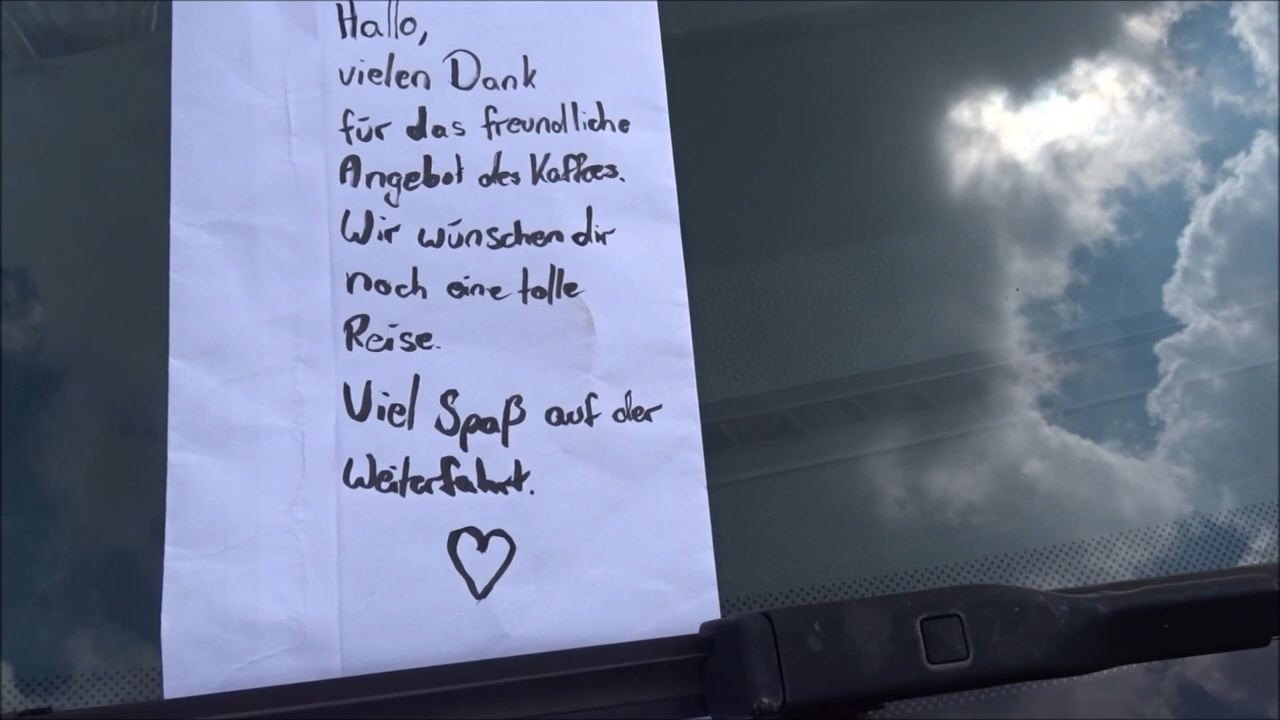 Hallo,
vielen Dank
für das freundliche
Angebot des Kaffees.
Wir wünschen dir
noch eine tolle
Reise.
Viel Spaß auf der
Weiterfahrt.